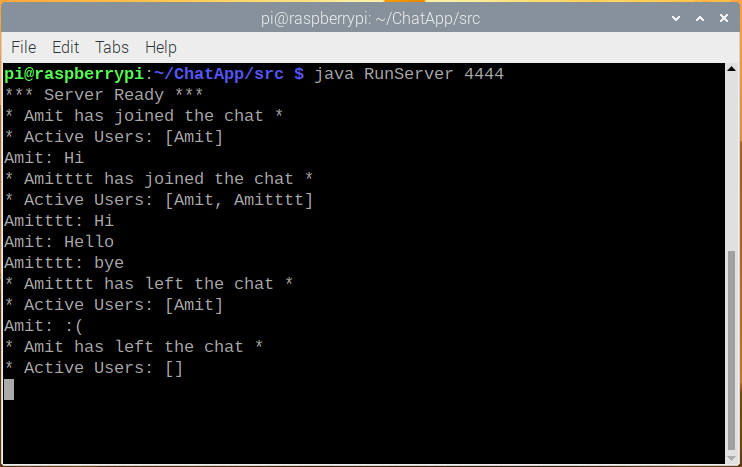 pi@raspberrypi: ~/ChatApp/src
File Edit Tabs Help
pi@raspberrypi:~/ChatApp/src $ java RunServer 4444
*** Server Ready ***
* Amit has joined the chat *
* Active Users: [Amit]
Amit: Hi
* Amitttt has joined the chat *
* Active Users: [Amit, Amitttt]
Amitttt: Hi
Amit: Hello
Amitttt: bye
* Amitttt has left the chat *
* Active Users: [Amit]
Amit: :(
* Amit has left the chat *
* Active Users: []